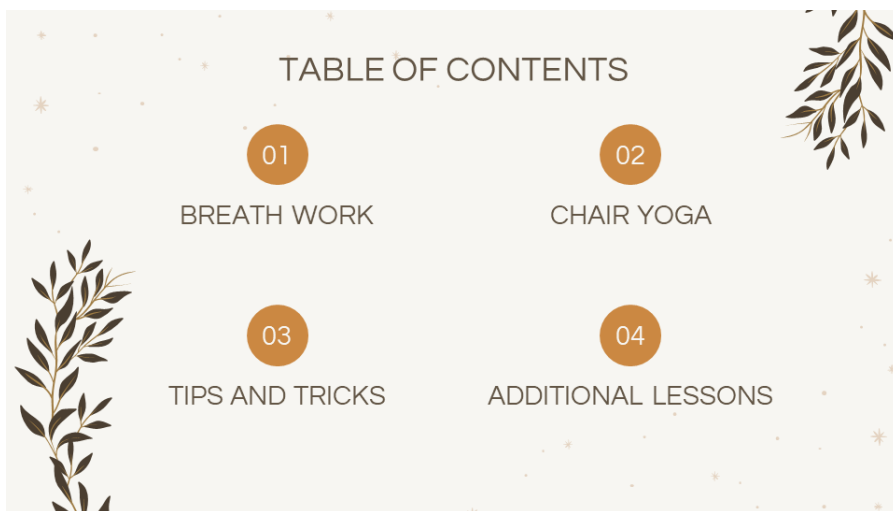 TABLE OF CONTENTS
01
BREATH WORK
02
CHAIR YOGA
03
TIPS AND TRICKS
04
ADDITIONAL LESSONS